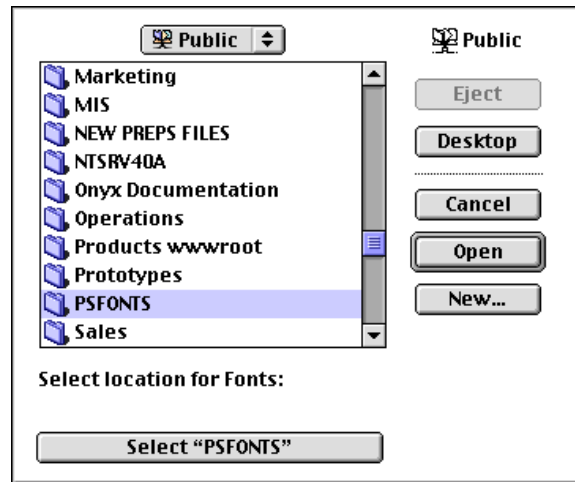 Public
Public
Marketing
MIS
NEW PREPS FILES
NTSRV40A
Onyx Documentation
Operations
Products wwwroot
Prototypes
PSFONTS
Sales
Eject
Desktop
Cancel
Open
New...
Select location for Fonts:
Select “PSFONTS”